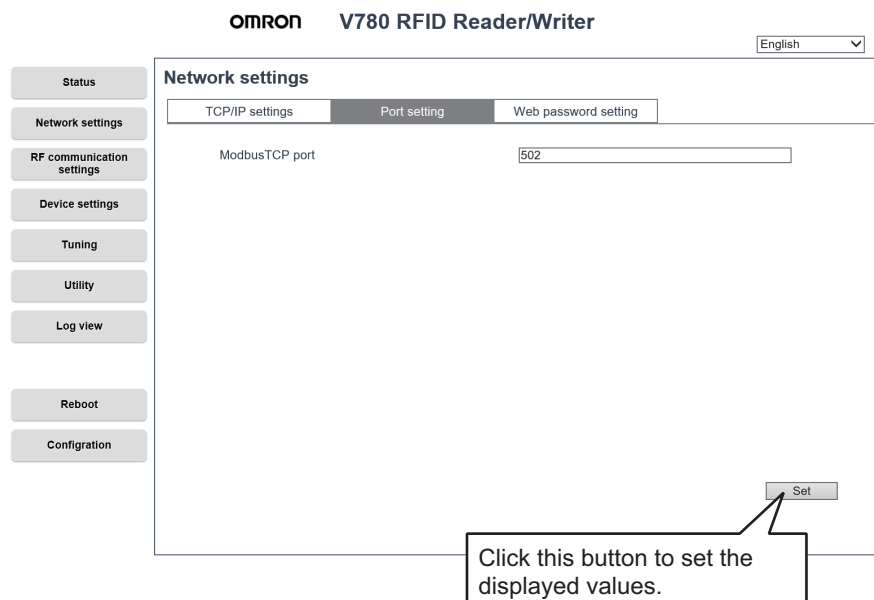 OMRON V780 RFID Reader/Writer
English
Status
Network settings
RF communication
settings
Device settings
Tuning
Utility
Log view
Reboot
Configration
Network settings
TCP/IP settings Port setting Web password setting
ModbusTCP port 502
Set
Click this button to set the
displayed values.